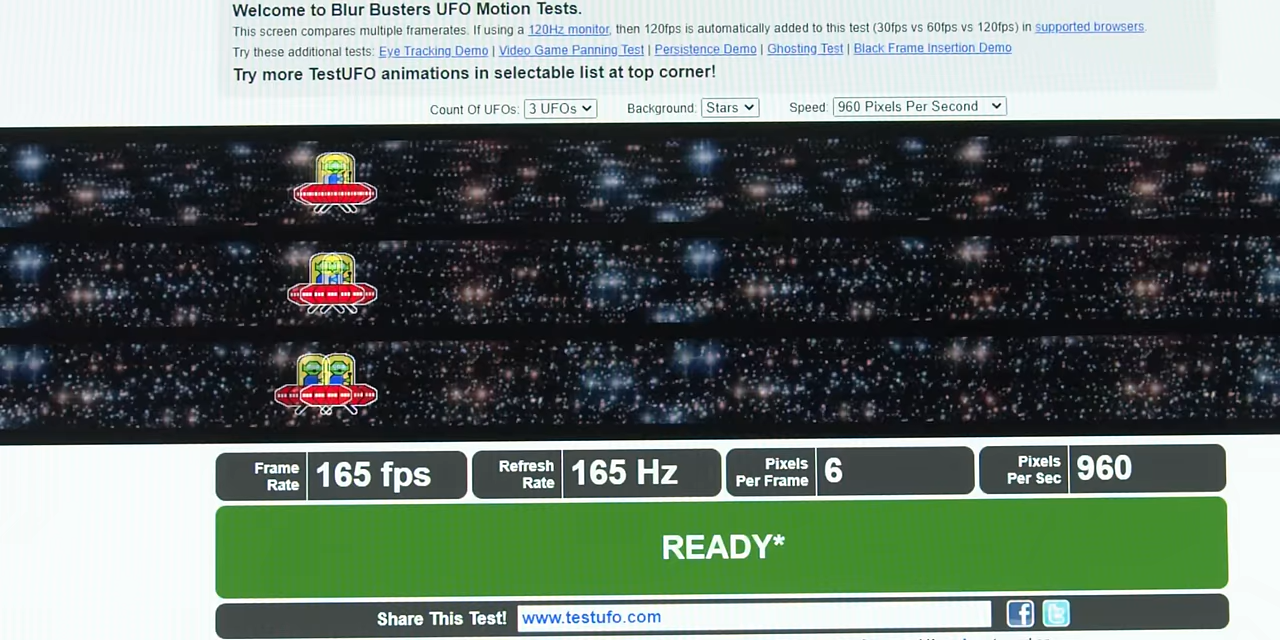 Welcome to Blur Busters UFO Motion Tests.
This screen compares multiple framerates. If using a 120Hz monitor, then 120fps is automatically added to this test (30fps vs 60fps vs 120fps) in supported browsers.
Try these additional tests: Eye Tracking Demo | Video Game Panning Test | Persistence Demo | Ghosting Test | Black Frame Insertion Demo
Try more TestUFO animations in selectable list at top corner!
Count Of UFOs: 3 UFOs Background: Stars Speed: 960 Pixels Per Second
Frame Rate 165 fps Refresh Rate 165 Hz Pixels Per Frame 6 Pixels Per Sec 960
READY*
Share This Test! www.testufo.com